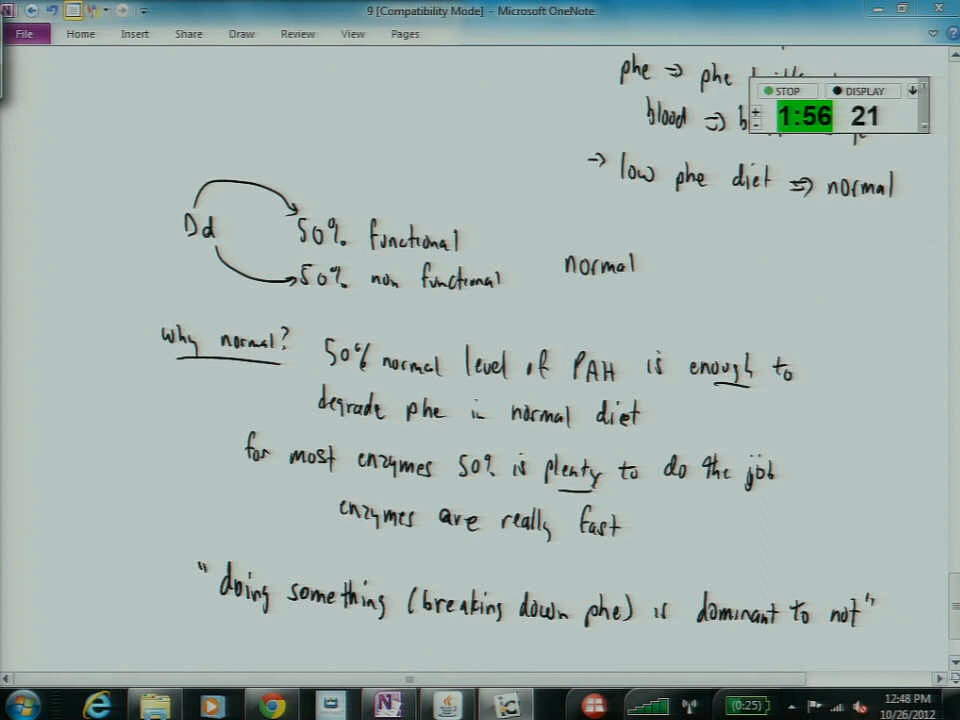 9 [Compatibility Mode] - Microsoft OneNote
File Home Insert Share Draw Review View Pages
phe => phe
STOP DISPLAY
blood =>
+
-
1:56 21
-> low phe diet => normal
Dd
50% functional
50% non functional
normal
why normal? 50% normal level of PAH is enough to
degrade phe in normal diet
for most enzymes 50% is plenty to do the job
enzymes are really fast
"doing something (breaking down phe) is dominant to not"
(0:25)
12:48 PM
10/26/2012